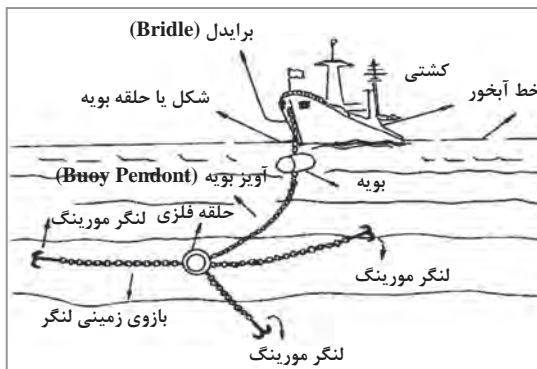 برایدل (Bridle)
کشتی
خط آبخور
شکل یا حلقه بویه
آویز بویه (Buoy Pendont)
بویه
حلقه فلزی
لنگر مورینگ
لنگر مورینگ
بازوی زمینی لنگر
لنگر مورینگ